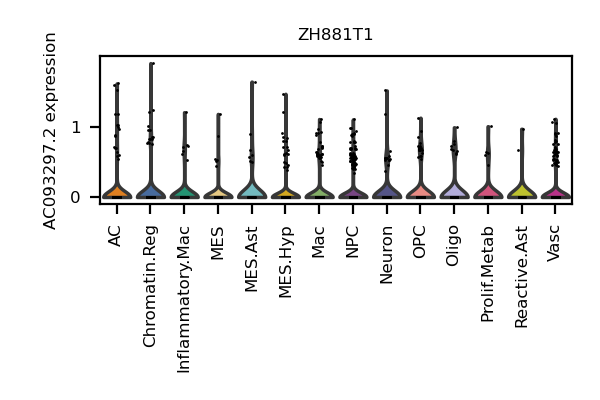 ZH881T1
AC093297.2 expression
1
0
AC
Chromatin.Reg
Inflammatory.Mac
MES
MES.Ast
MES.Hyp
Mac
NPC
Neuron
OPC
Oligo
Prolif.Metab
Reactive.Ast
Vasc